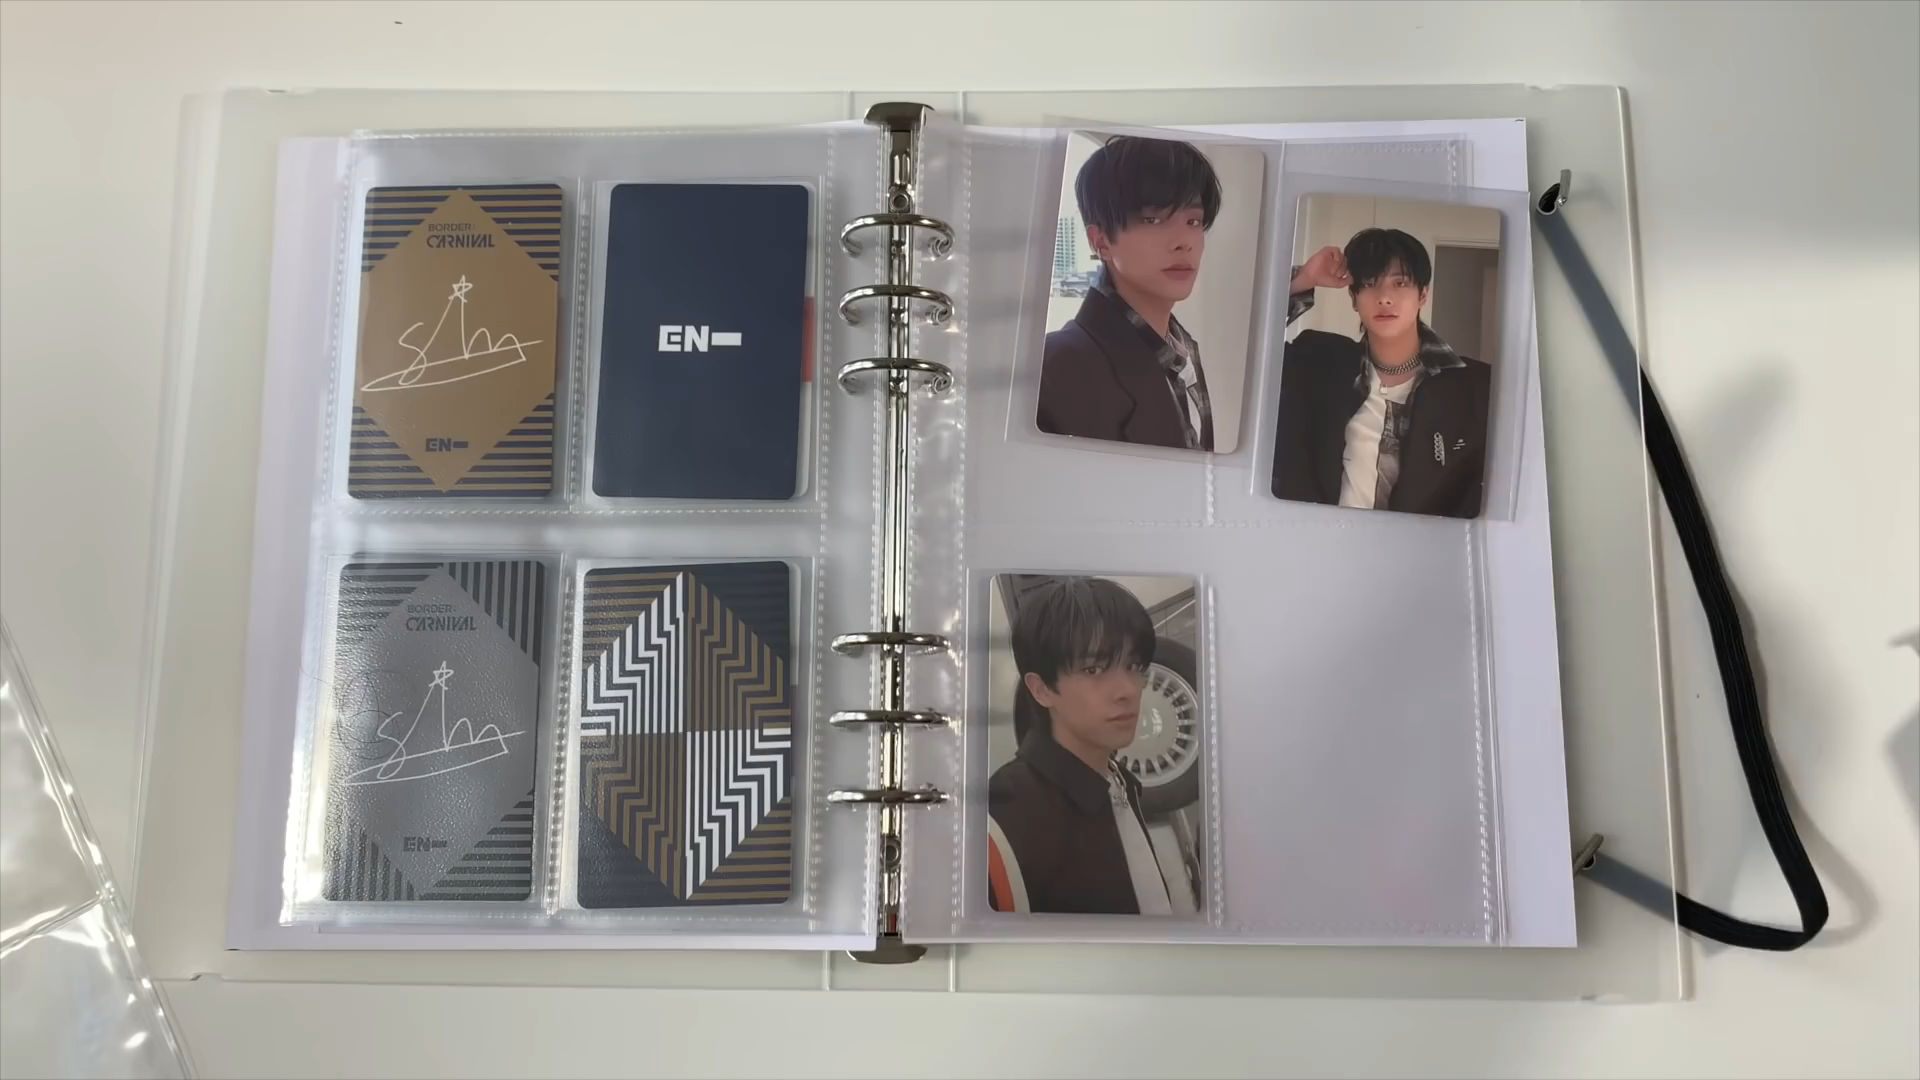 BORDER:
CARNIVAL
EN-
EN-
BORDER:
CARNIVAL
EN-